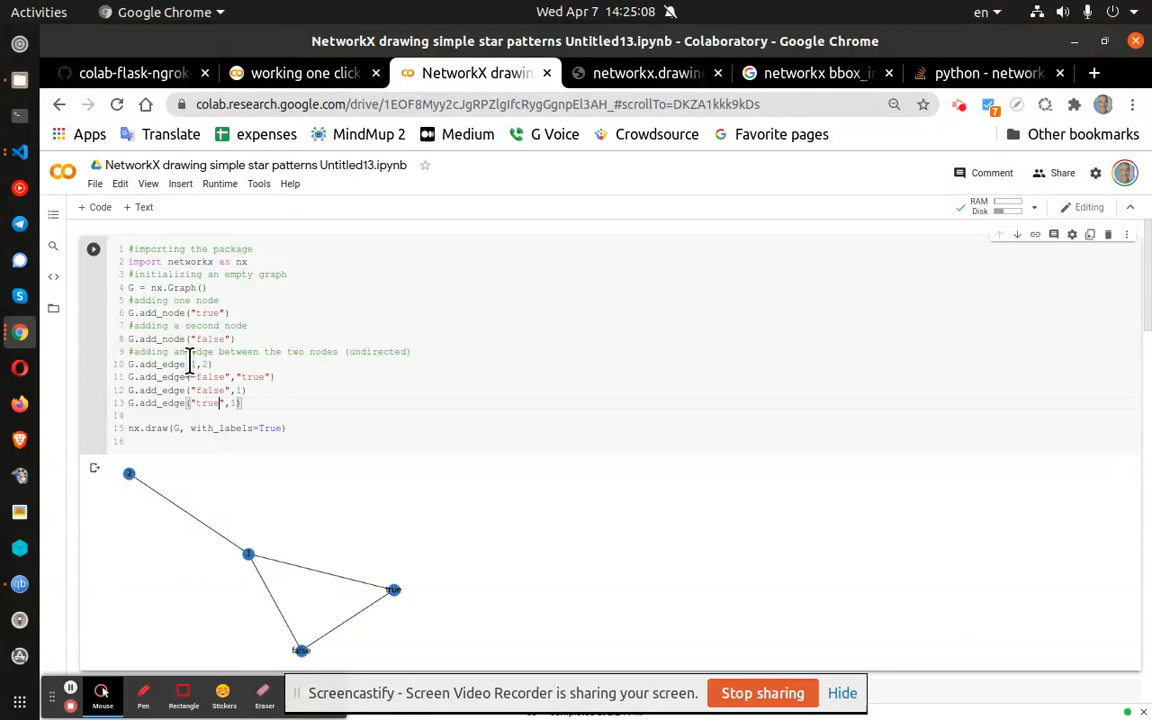 Activities
Google Chrome
Wed Apr 7 14:25:08
en
NetworkX drawing simple star patterns Untitled13.ipynb - Colaboratory - Google Chrome
colab-flask-ngrok
working one click
NetworkX drawin
networkx.drawing
networkx bbox_in
python - network
colab.research.google.com/drive/1EOF8Myy2cJgRPZlgIfcRygGgnpEl3AH_#scrollTo=DKZA1kkk9kDs
7
Apps
Translate
expenses
MindMup 2
Medium
G Voice
Crowdsource
Favorite pages
Other bookmarks
NetworkX drawing simple star patterns Untitled13.ipynb
Comment
Share
File Edit View Insert Runtime Tools Help
+ Code + Text
RAM
Disk
Editing
1 #importing the package
2 import networkx as nx
3 #initializing an empty graph
4 G = nx.Graph()
5 #adding one node
6 G.add_node("true")
7 #adding a second node
8 G.add_node("false")
9 #adding an edge between the two nodes (undirected)
10 G.add_edge(1,2)
11 G.add_edge("false","true")
12 G.add_edge("false",1)
13 G.add_edge("true",1)
14
15 nx.draw(G, with_labels=True)
16
2
1
true
false
Mouse
Pen
Rectangle
Stickers
Eraser
Screencastify - Screen Video Recorder is sharing your screen.
Stop sharing
Hide